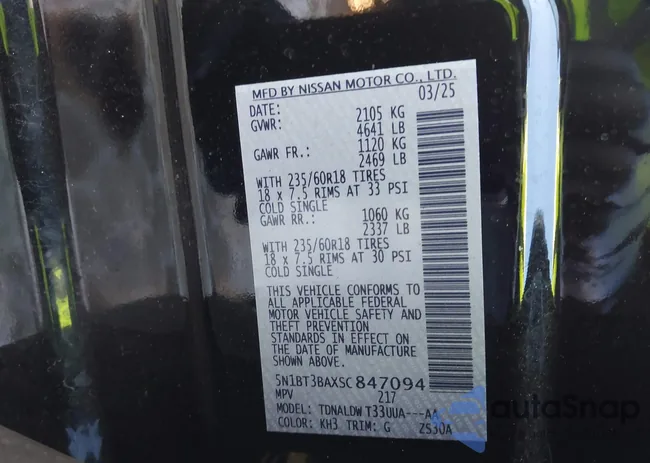 MFD BY NISSAN MOTOR CO., LTD.
DATE: 03/25
GVWR: 2105 KG
4641 LB
GAWR FR.: 1120 KG
2469 LB
WITH 235/60R18 TIRES
18 x 7.5 RIMS AT 33 PSI
COLD SINGLE
GAWR RR.: 1060 KG
2337 LB
WITH 235/60R18 TIRES
18 x 7.5 RIMS AT 30 PSI
COLD SINGLE
THIS VEHICLE CONFORMS TO
ALL APPLICABLE FEDERAL
MOTOR VEHICLE SAFETY AND
THEFT PREVENTION
STANDARDS IN EFFECT ON
THE DATE OF MANUFACTURE
SHOWN ABOVE.
5N1BT3BAXSC847094
MPV 217
MODEL: TDNALDWT33UUA---AA
COLOR: KH3 TRIM: G ZS30A
autoSnap